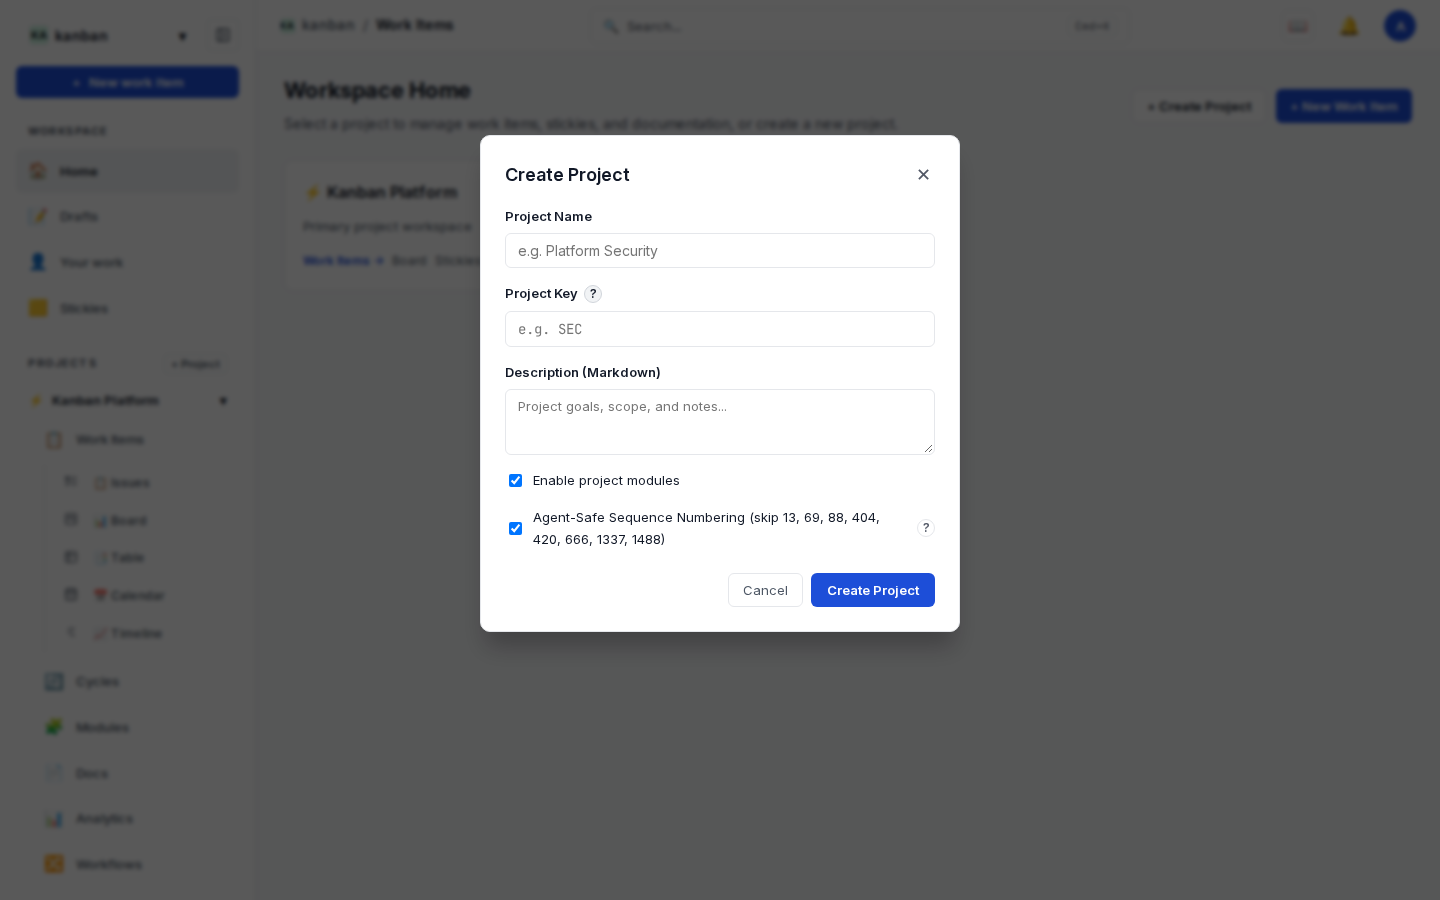 kanban ▾
+ New work item
WORKSPACE
Home
Drafts
Your work
Stickies
PROJECTS
+ Project
Kanban Platform ▾
Work Items
Issues
Board
Table
Calendar
Timeline
Cycles
Modules
Docs
Analytics
Workflows
kanban / Work Items
Search...
A
Workspace Home
Select a project to manage work items, stickies, and documentation, or create a new project.
+ Create Project
+ New Work Item
Kanban Platform
Primary project workspace
Work Items → Board Stickies
Create Project
✕
Project Name
e.g. Platform Security
Project Key ?
e.g. SEC
Description (Markdown)
Project goals, scope, and notes...
Enable project modules
Agent-Safe Sequence Numbering (skip 13, 69, 88, 404,
420, 666, 1337, 1488)
?
Cancel
Create Project